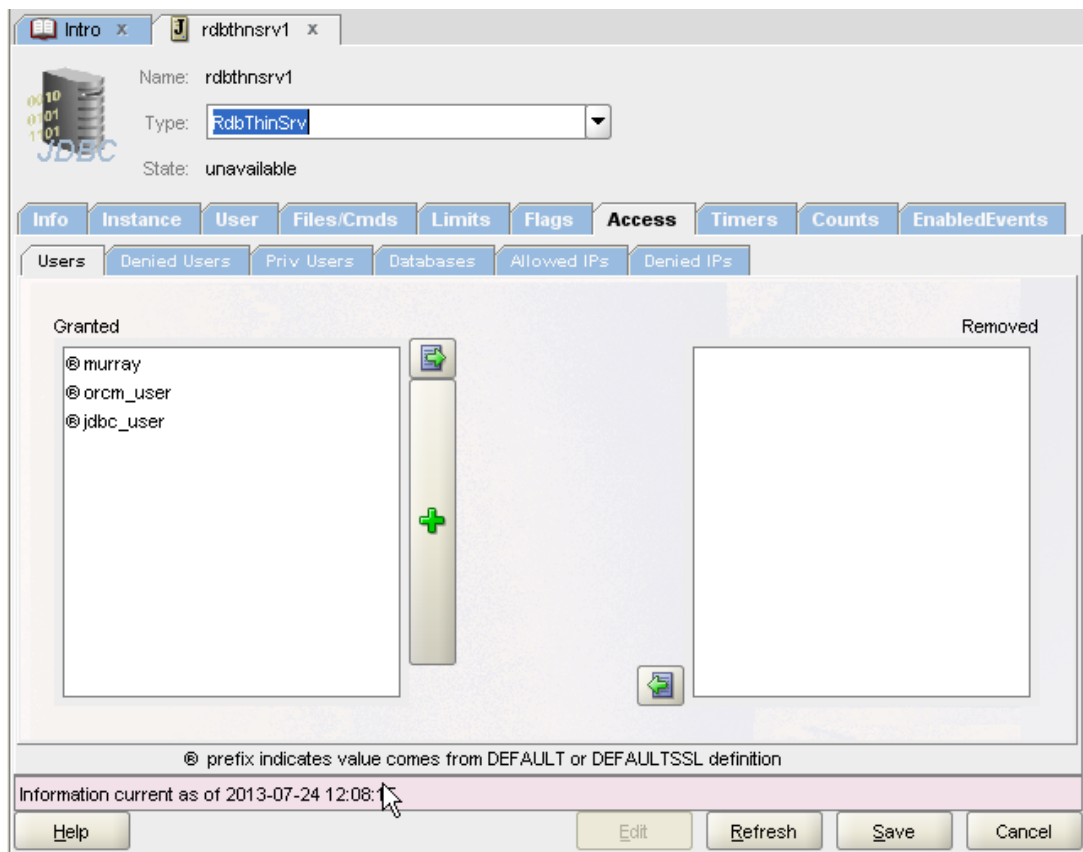 Intro x rdbthnsrv1 x
Name: rdbthnsrv1
0010
0101
1101
JDBC
Type: RdbThinSrv
State: unavailable
Info Instance User Files/Cmds Limits Flags Access Timers Counts EnabledEvents
Users Denied Users Priv Users Databases Allowed IPs Denied IPs
Granted Removed
® murray
® orcm_user
® jdbc_user
® prefix indicates value comes from DEFAULT or DEFAULTSSL definition
Information current as of 2013-07-24 12:08:
Help Edit Refresh Save Cancel